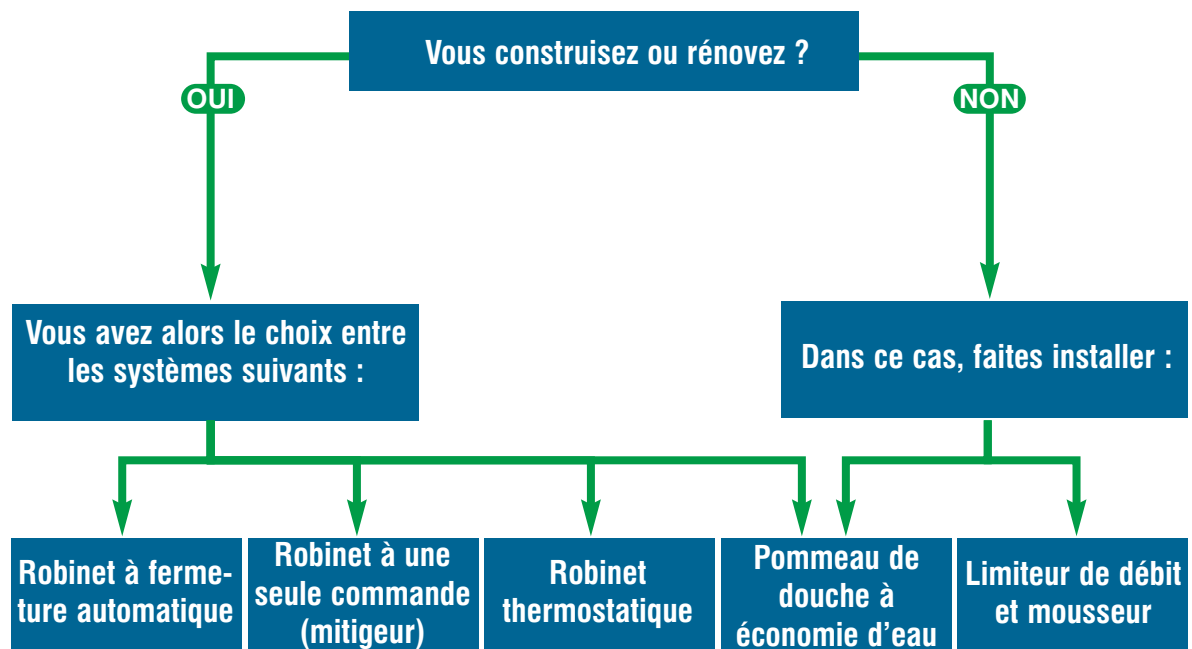 Vous construisez ou rénovez ?
OUI
NON
Vous avez alors le choix entre
les systèmes suivants :
Dans ce cas, faites installer :
Robinet à ferme-
ture automatique
Robinet à une
seule commande
(mitigeur)
Robinet
thermostatique
Pommeau de
douche à
économie d’eau
Limiteur de débit
et mousseur